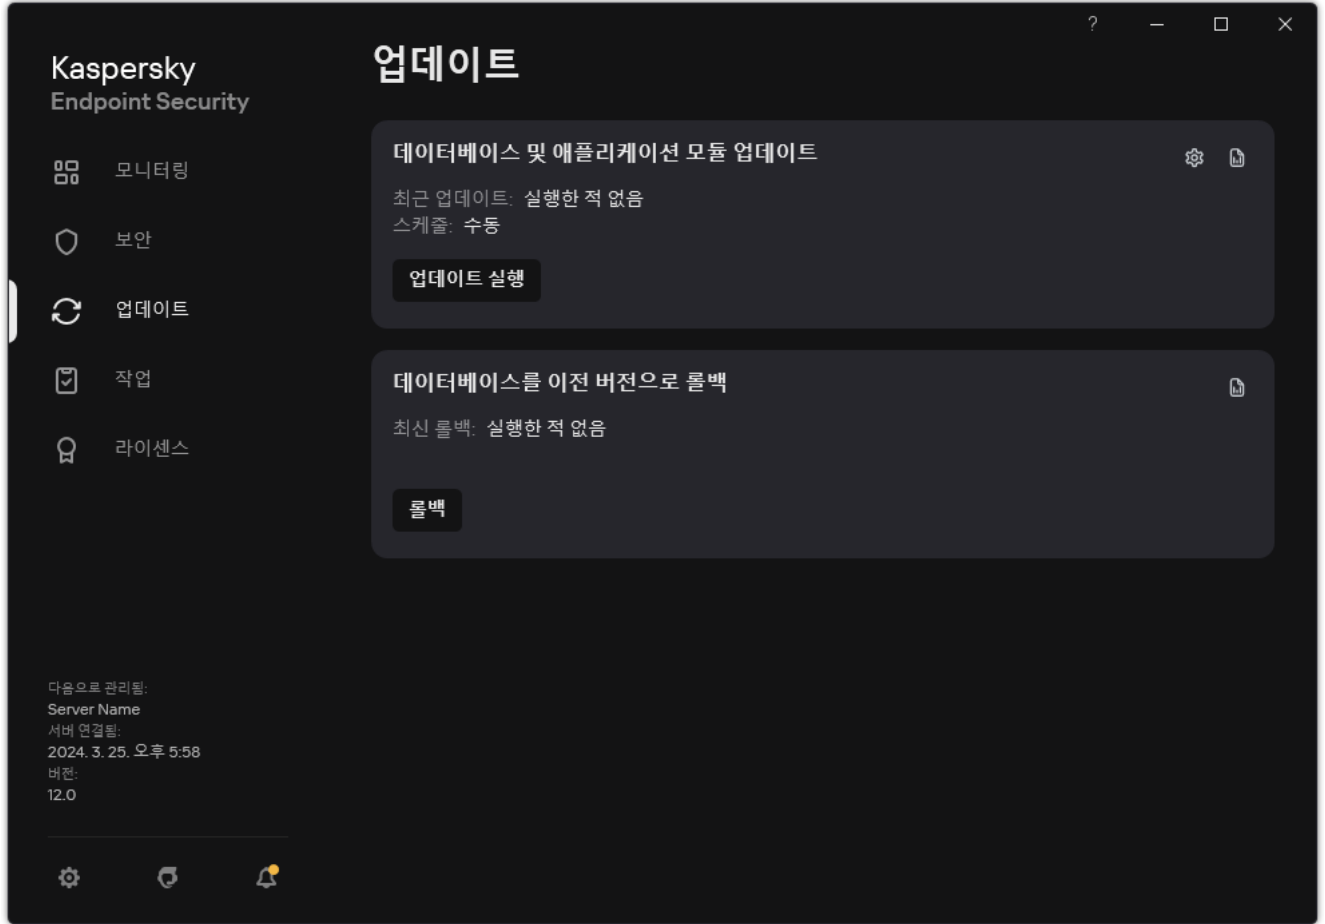 ?
Kaspersky
Endpoint Security
모니터링
보안
업데이트
작업
라이센스
다음으로 관리됨:
Server Name
서버 연결됨:
2024. 3. 25. 오후 5:58
버전:
12.0
업데이트
데이터베이스 및 애플리케이션 모듈 업데이트
최근 업데이트: 실행한 적 없음
스케줄: 수동
업데이트 실행
데이터베이스를 이전 버전으로 롤백
최신 롤백: 실행한 적 없음
롤백